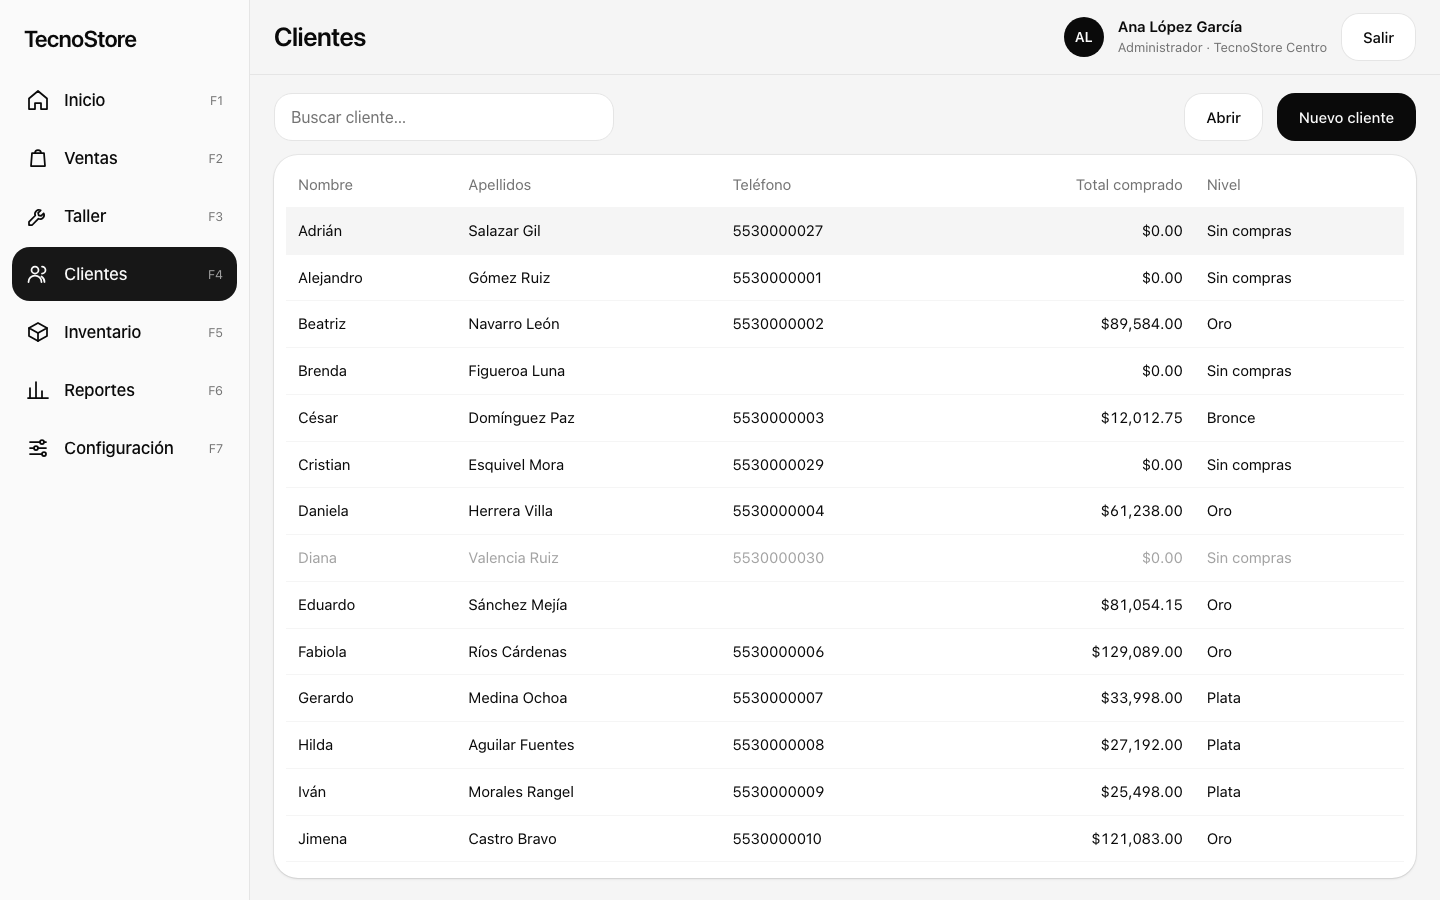 TecnoStore
Inicio F1
Ventas F2
Taller F3
Clientes F4
Inventario F5
Reportes F6
Configuración F7
Clientes
AL
Ana López García
Administrador · TecnoStore Centro
Salir
Buscar cliente...
Abrir
Nuevo cliente
Nombre Apellidos Teléfono Total comprado Nivel
Adrián Salazar Gil 5530000027 $0.00 Sin compras
Alejandro Gómez Ruiz 5530000001 $0.00 Sin compras
Beatriz Navarro León 5530000002 $89,584.00 Oro
Brenda Figueroa Luna $0.00 Sin compras
César Domínguez Paz 5530000003 $12,012.75 Bronce
Cristian Esquivel Mora 5530000029 $0.00 Sin compras
Daniela Herrera Villa 5530000004 $61,238.00 Oro
Diana Valencia Ruiz 5530000030 $0.00 Sin compras
Eduardo Sánchez Mejía $81,054.15 Oro
Fabiola Ríos Cárdenas 5530000006 $129,089.00 Oro
Gerardo Medina Ochoa 5530000007 $33,998.00 Plata
Hilda Aguilar Fuentes 5530000008 $27,192.00 Plata
Iván Morales Rangel 5530000009 $25,498.00 Plata
Jimena Castro Bravo 5530000010 $121,083.00 Oro